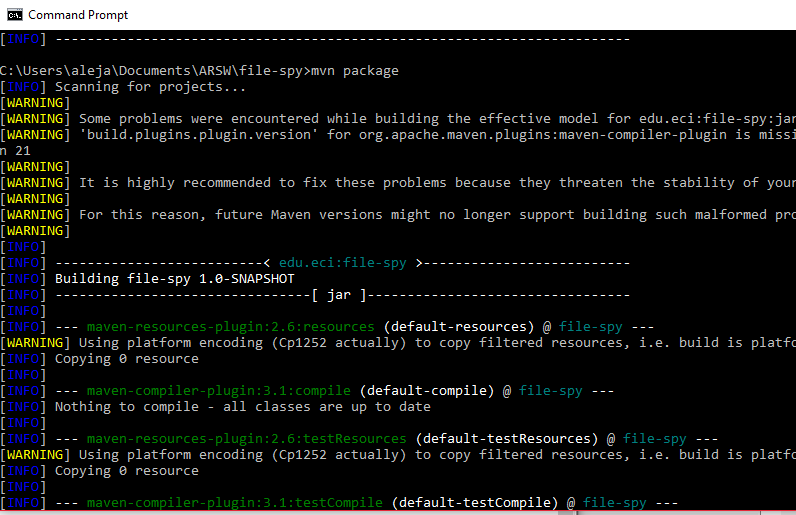 Command Prompt
[INFO] ------------------------------------------------------------------------
C:\Users\aleja\Documents\ARSW\file-spy>mvn package
[INFO] Scanning for projects...
[WARNING]
[WARNING] Some problems were encountered while building the effective model for edu.eci:file-spy:jar
[WARNING] 'build.plugins.plugin.version' for org.apache.maven.plugins:maven-compiler-plugin is missi
n 21
[WARNING]
[WARNING] It is highly recommended to fix these problems because they threaten the stability of your
[WARNING]
[WARNING] For this reason, future Maven versions might no longer support building such malformed pro
[WARNING]
[INFO]
[INFO] --------------------------< edu.eci:file-spy >--------------------------
[INFO] Building file-spy 1.0-SNAPSHOT
[INFO] --------------------------------[ jar ]---------------------------------
[INFO]
[INFO] --- maven-resources-plugin:2.6:resources (default-resources) @ file-spy ---
[WARNING] Using platform encoding (Cp1252 actually) to copy filtered resources, i.e. build is platfo
[INFO] Copying 0 resource
[INFO]
[INFO] --- maven-compiler-plugin:3.1:compile (default-compile) @ file-spy ---
[INFO] Nothing to compile - all classes are up to date
[INFO]
[INFO] --- maven-resources-plugin:2.6:testResources (default-testResources) @ file-spy ---
[WARNING] Using platform encoding (Cp1252 actually) to copy filtered resources, i.e. build is platfo
[INFO] Copying 0 resource
[INFO]
[INFO] --- maven-compiler-plugin:3.1:testCompile (default-testCompile) @ file-spy ---